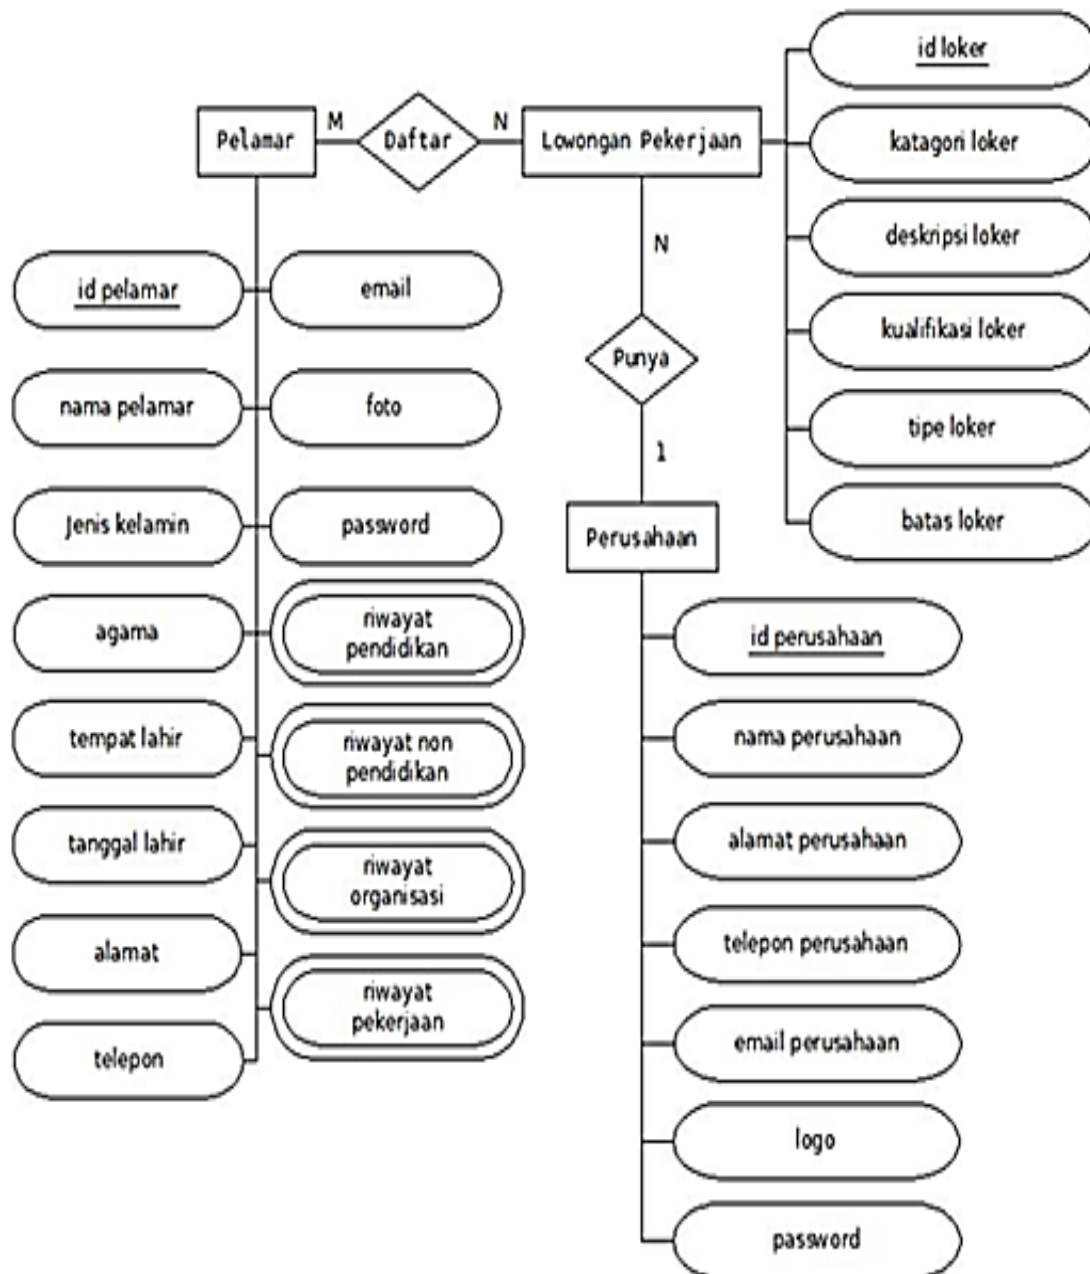 Pelamar
M
Daftar
N
Lowongan Pekerjaan
id loker
katagori loker
deskripsi loker
kualifikasi loker
tipe loker
batas loker
N
Punya
1
Perusahaan
id pelamar
nama pelamar
Jenis kelamin
agama
tempat lahir
tanggal lahir
alamat
telepon
email
foto
password
riwayat
pendidikan
riwayat non
pendidikan
riwayat
organisasi
riwayat
pekerjaan
id perusahaan
nama perusahaan
alamat perusahaan
telepon perusahaan
email perusahaan
logo
password